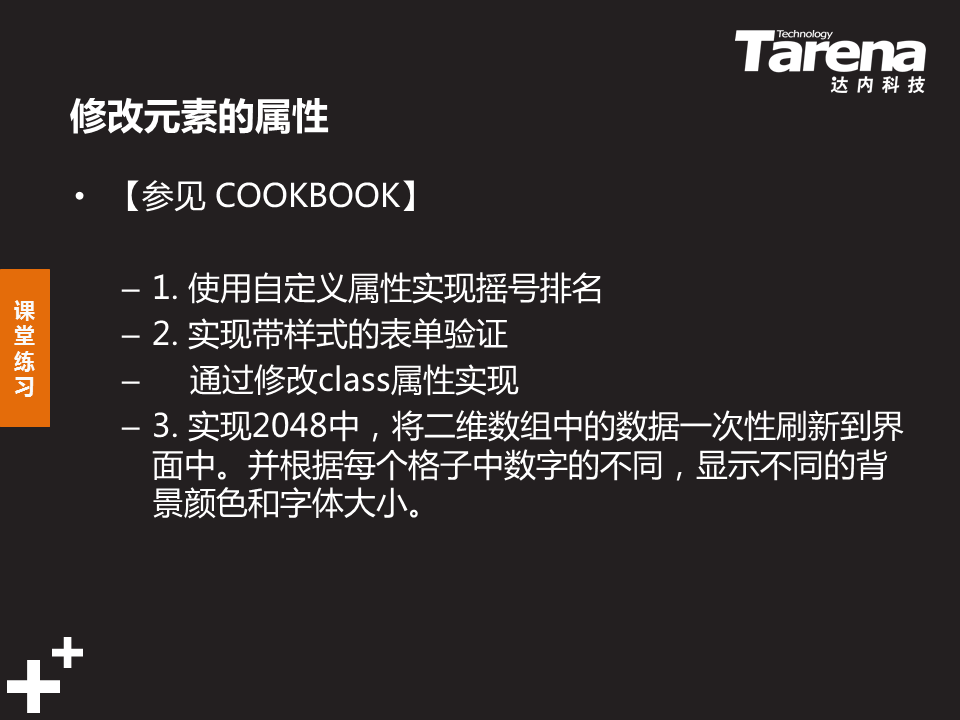 Technology
Tarena
达内科技
修改元素的属性
• 【参见 COOKBOOK】
– 1. 使用自定义属性实现摇号排名
– 2. 实现带样式的表单验证
– 通过修改class属性实现
– 3. 实现2048中，将二维数组中的数据一次性刷新到界
面中。并根据每个格子中数字的不同，显示不同的背
景颜色和字体大小。
课
堂
练
习